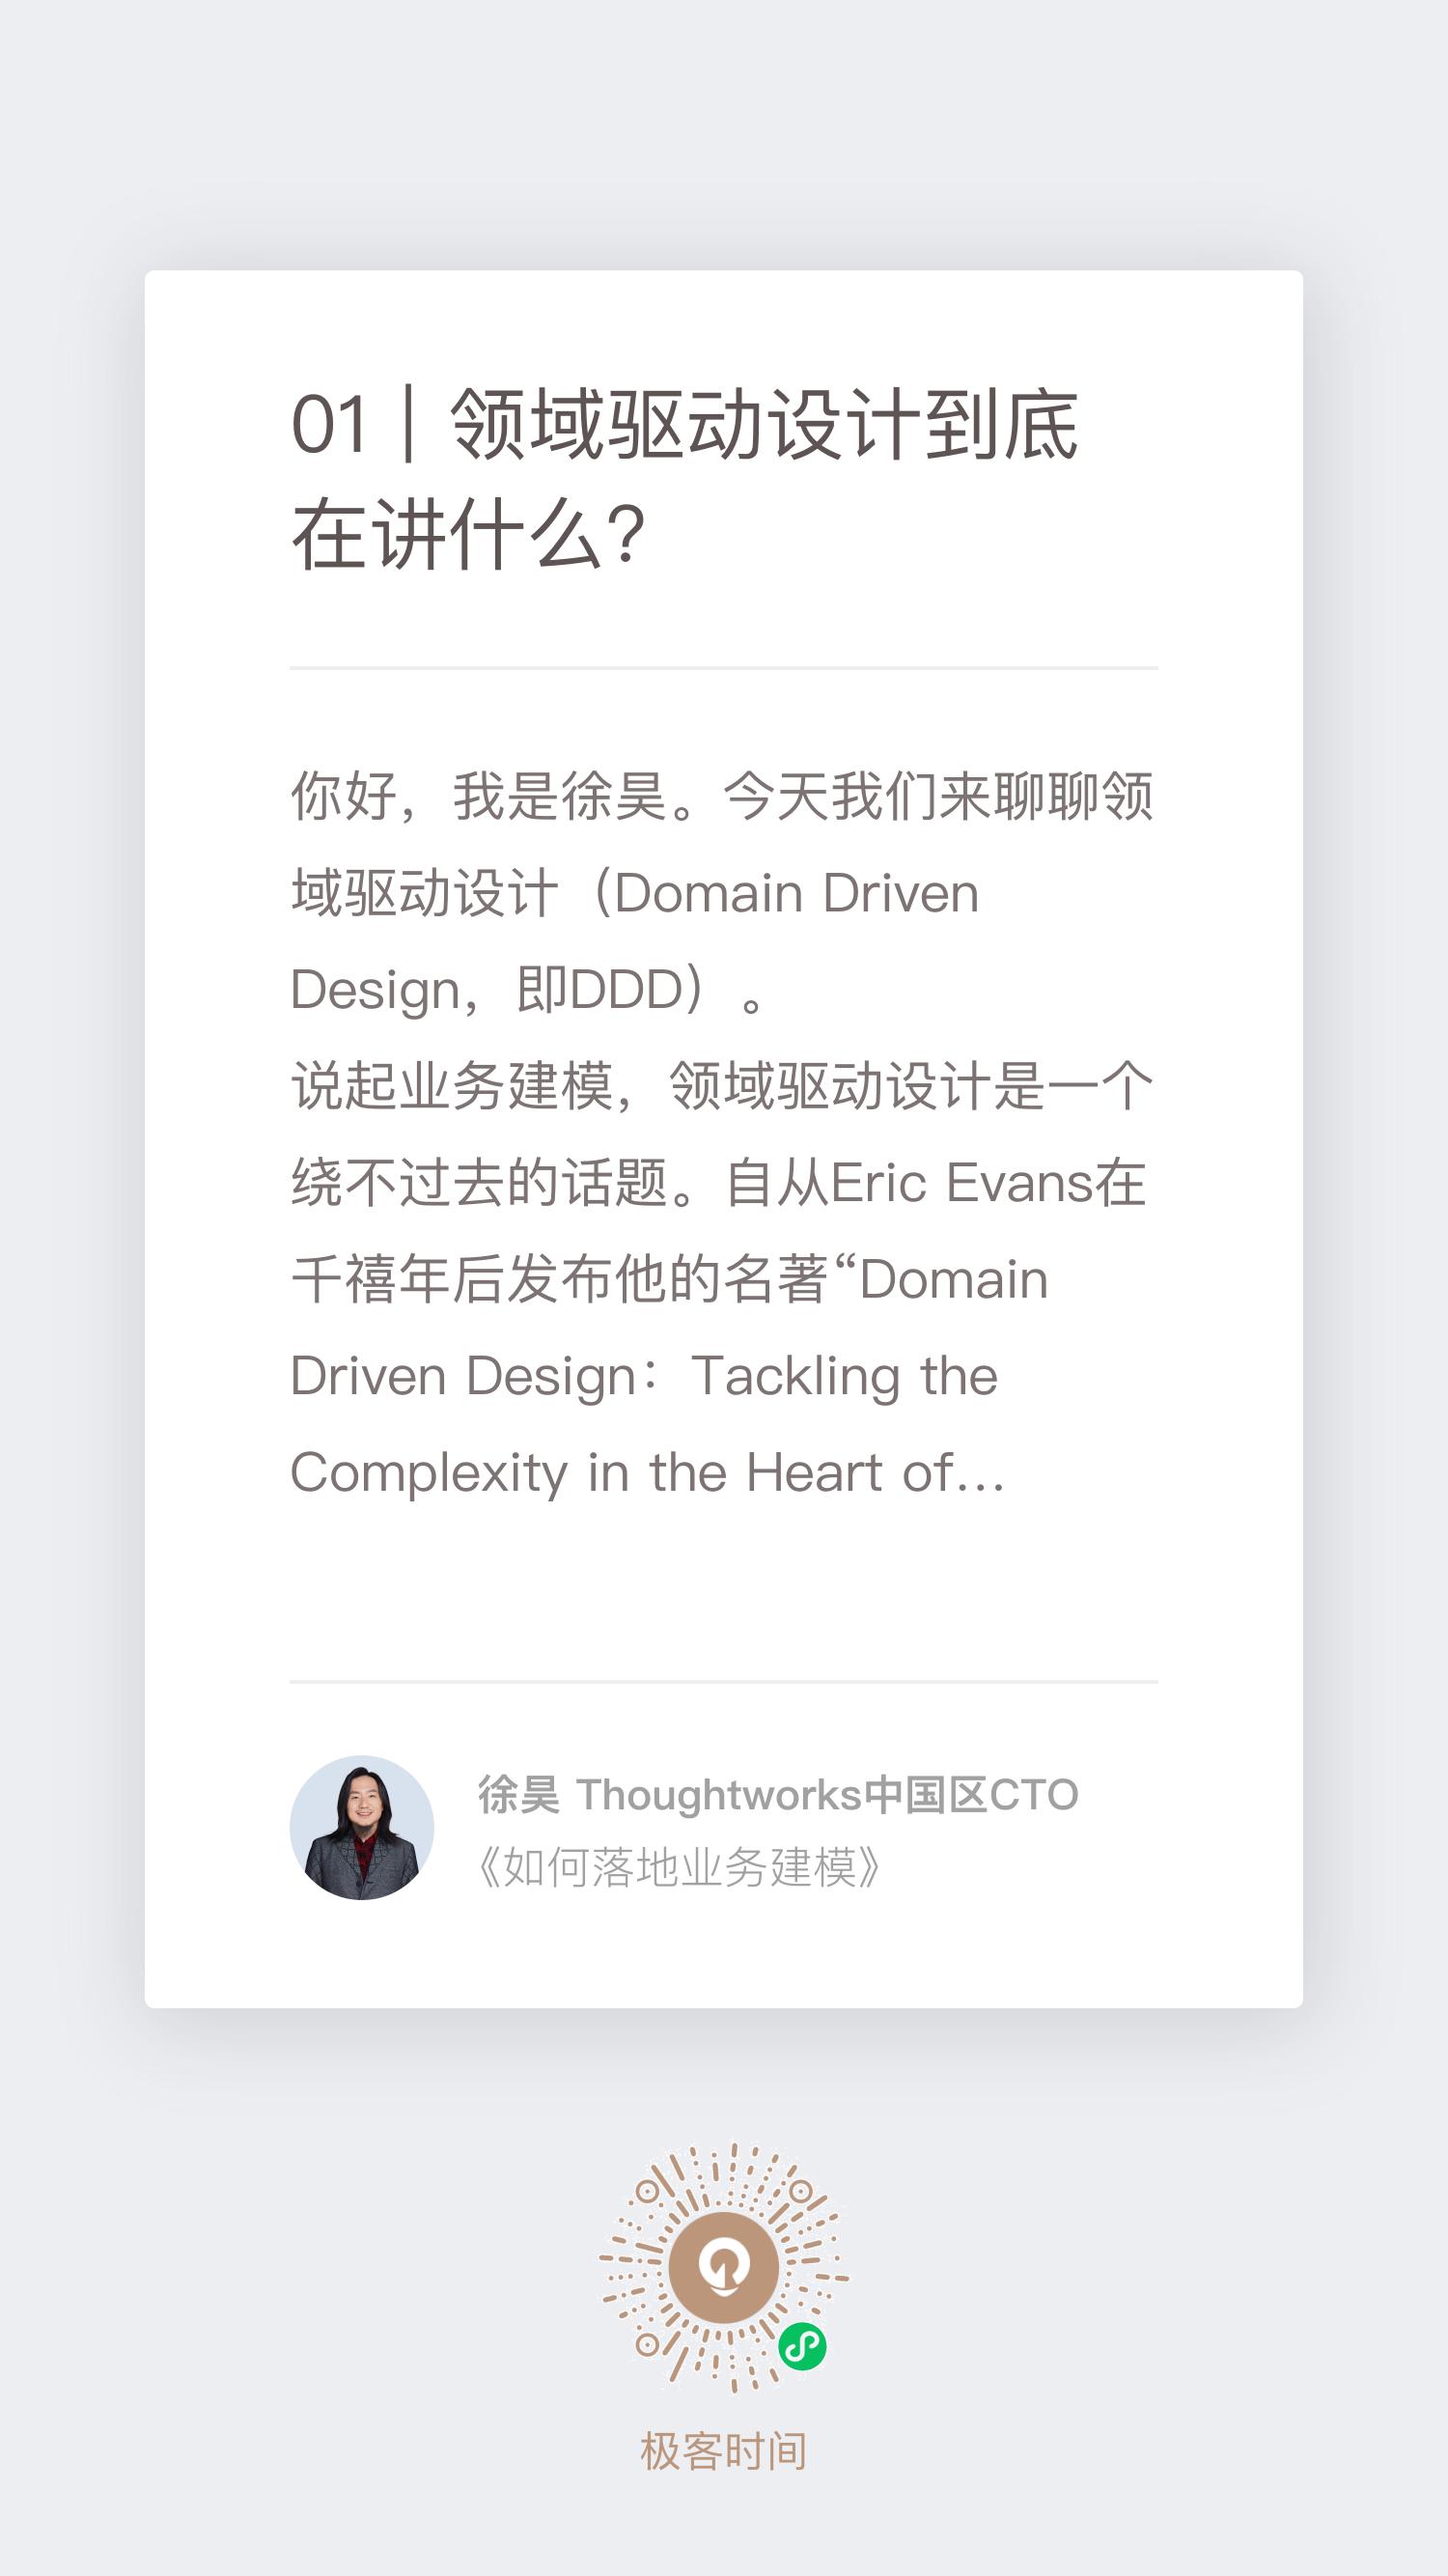 01｜领域驱动设计到底
在讲什么？
你好，我是徐昊。今天我们来聊聊领
域驱动设计（Domain Driven
Design，即DDD）。
说起业务建模，领域驱动设计是一个
绕不过去的话题。自从Eric Evans在
千禧年后发布他的名著“Domain
Driven Design：Tackling the
Complexity in the Heart of...
徐昊 Thoughtworks中国区CTO
《如何落地业务建模》
极客时间